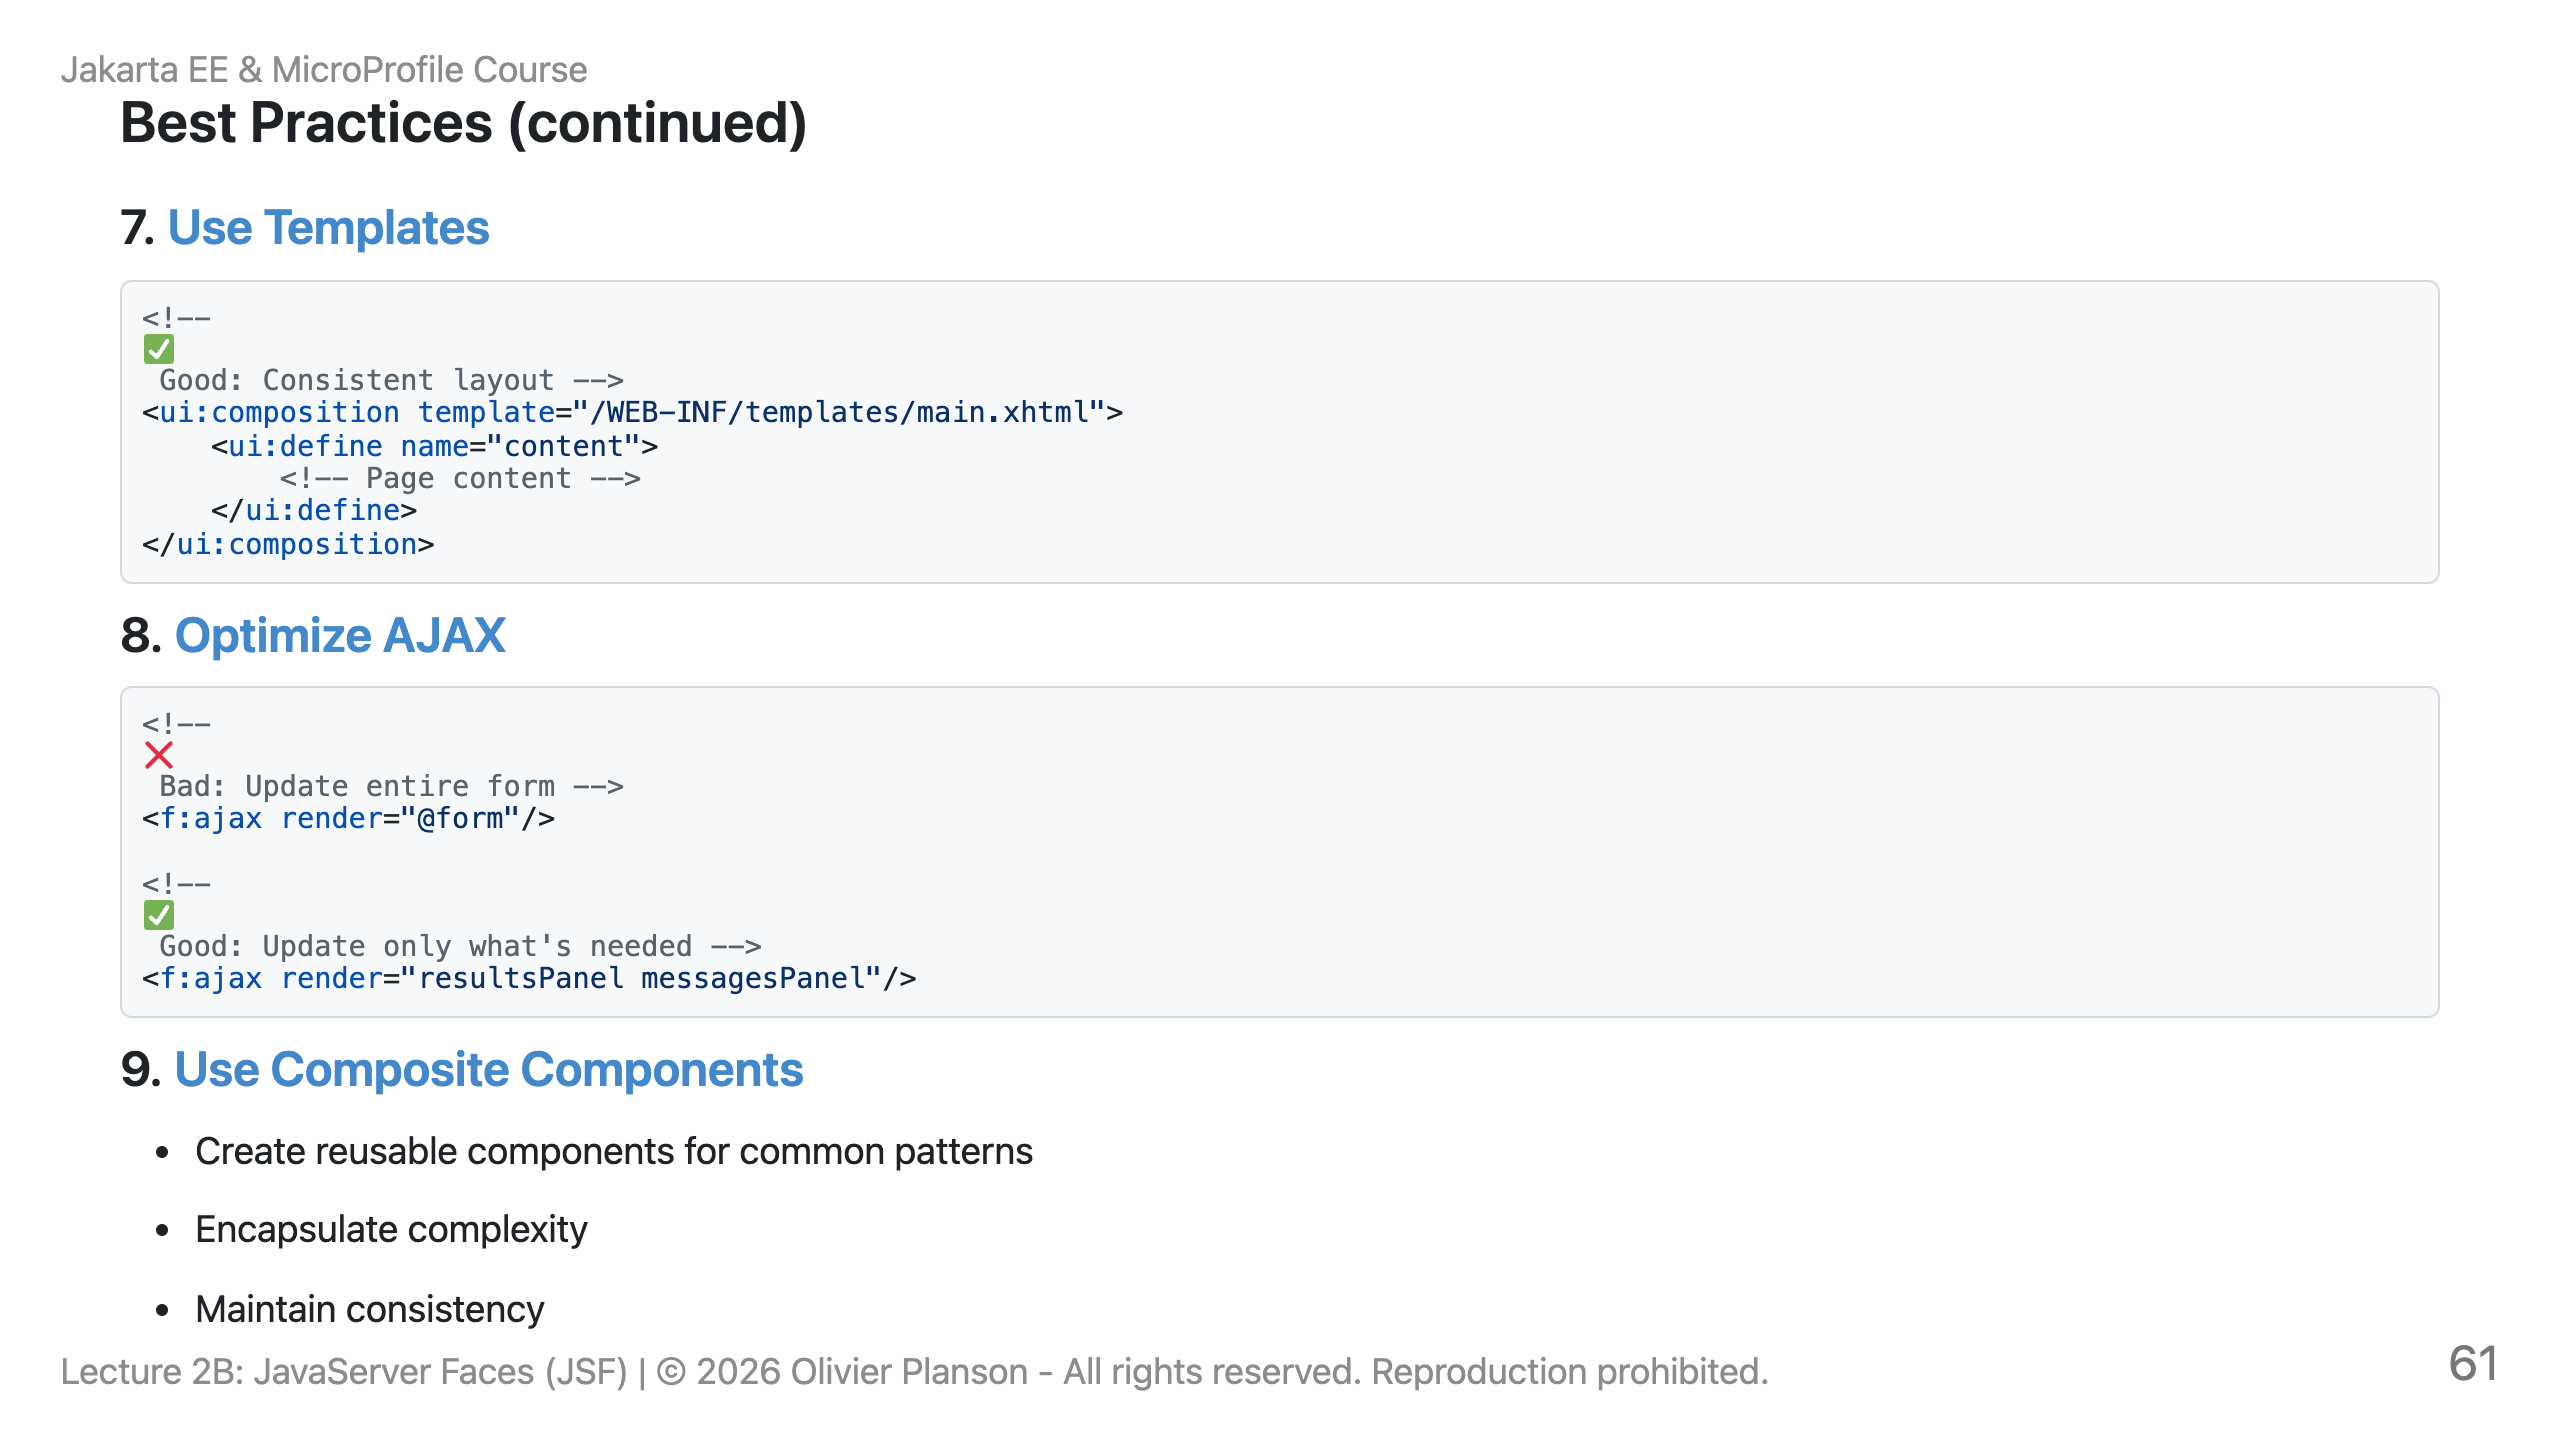 Jakarta EE & MicroProfile Course
Best Practices (continued)
7. Use Templates
<!--
✅
 Good: Consistent layout -->
<ui:composition template="/WEB-INF/templates/main.xhtml">
    <ui:define name="content">
        <!-- Page content -->
    </ui:define>
</ui:composition>
8. Optimize AJAX
<!--
❌
 Bad: Update entire form -->
<f:ajax render="@form"/>
<!--
✅
 Good: Update only what's needed -->
<f:ajax render="resultsPanel messagesPanel"/>
9. Use Composite Components
• Create reusable components for common patterns
• Encapsulate complexity
• Maintain consistency
Lecture 2B: JavaServer Faces (JSF) | © 2026 Olivier Planson - All rights reserved. Reproduction prohibited.
61